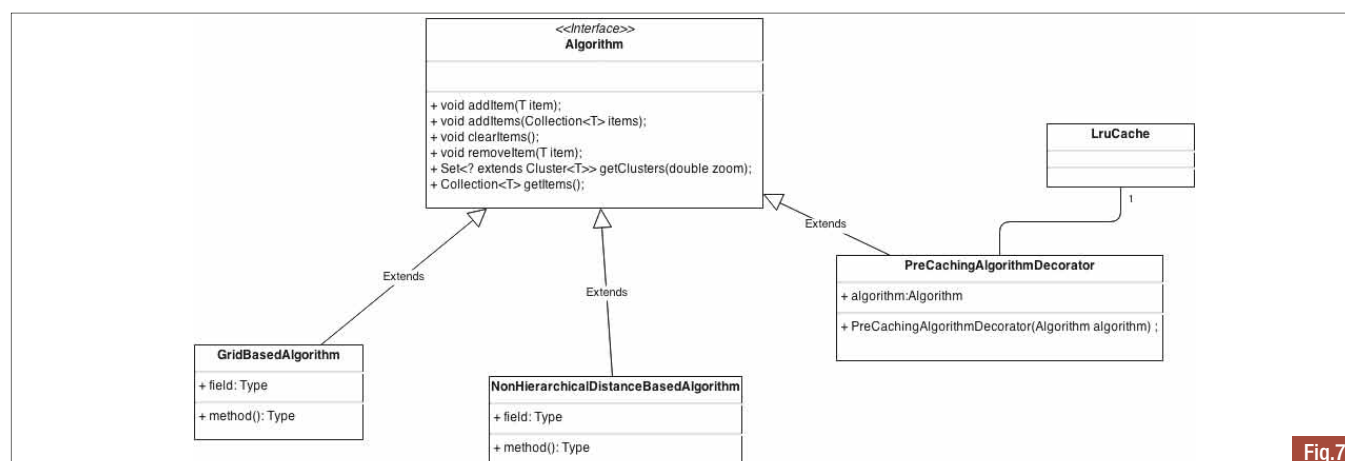 <<Interface>>
Algorithm
+ void addItem(T item);
+ void addItems(Collection<T> items);
+ void clearItems();
+ void removeItem(T item);
+ Set<? extends Cluster<T>> getClusters(double zoom);
+ Collection<T> getItems();
LruCache
1
Extends
PreCachingAlgorithmDecorator
+ algorithm:Algorithm
+ PreCachingAlgorithmDecorator(Algorithm algorithm) ;
Extends
Extends
GridBasedAlgorithm
+ field: Type
+ method(): Type
NonHierarchicalDistanceBasedAlgorithm
+ field: Type
+ method(): Type
Fig.7